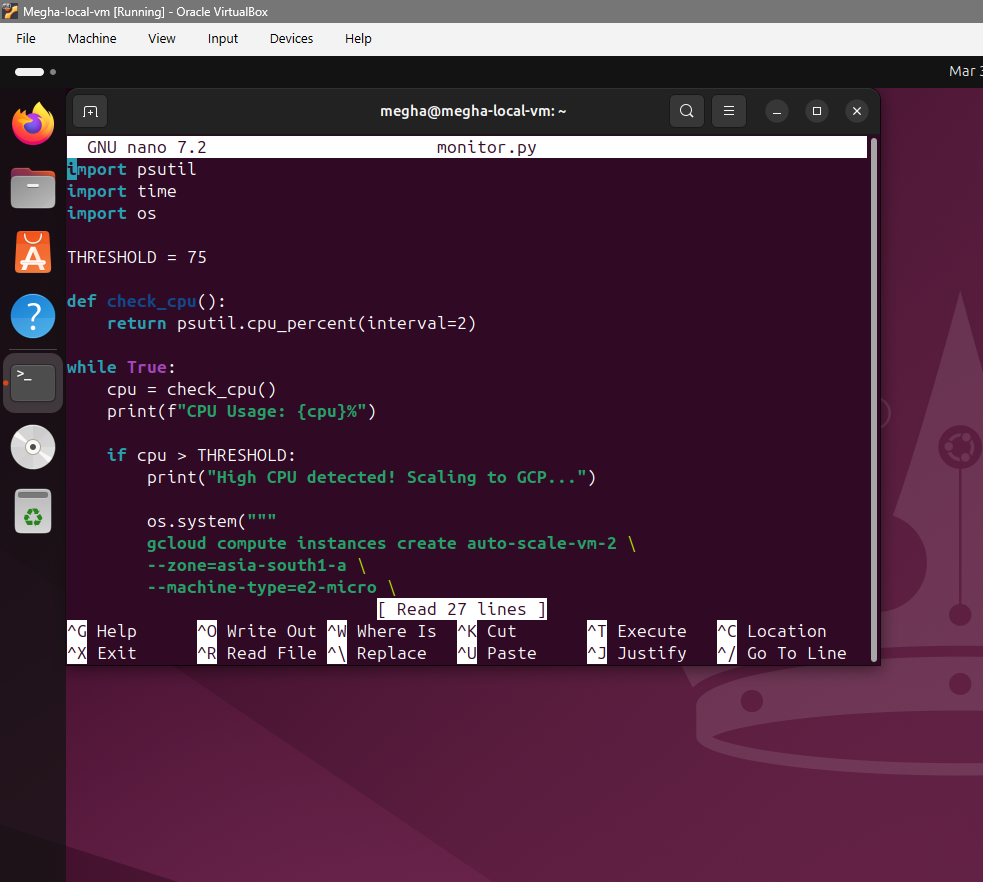 Megha-local-vm [Running] - Oracle VirtualBox
File Machine View Input Devices Help
Mar 3
megha@megha-local-vm: ~
GNU nano 7.2 monitor.py
import psutil
import time
import os
THRESHOLD = 75
def check_cpu():
    return psutil.cpu_percent(interval=2)
while True:
    cpu = check_cpu()
    print(f"CPU Usage: {cpu}%")
    if cpu > THRESHOLD:
        print("High CPU detected! Scaling to GCP...")
        os.system("""
        gcloud compute instances create auto-scale-vm-2 \
        --zone=asia-south1-a \
        --machine-type=e2-micro \
[ Read 27 lines ]
^G Help ^O Write Out ^W Where Is ^K Cut ^T Execute ^C Location
^X Exit ^R Read File ^\ Replace ^U Paste ^J Justify ^/ Go To Line